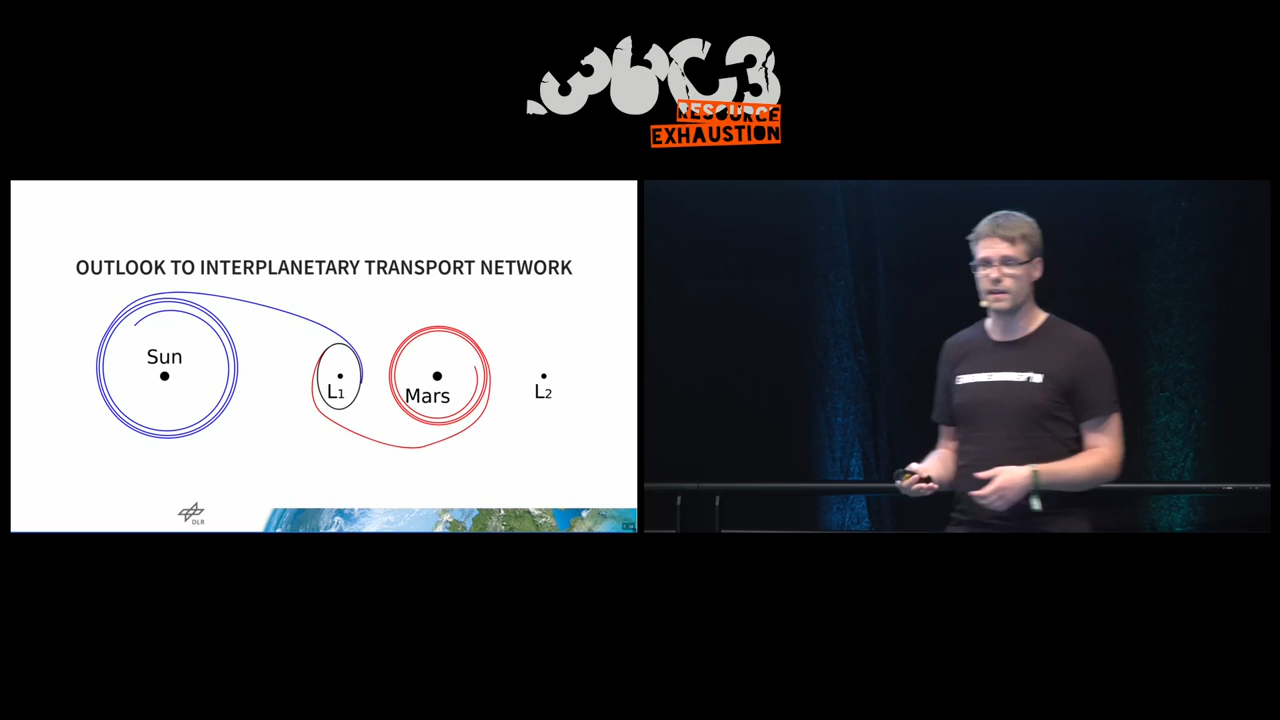 36C3
RESOURCE
EXHAUSTION
OUTLOOK TO INTERPLANETARY TRANSPORT NETWORK
Sun
L1
Mars
L2
DLR